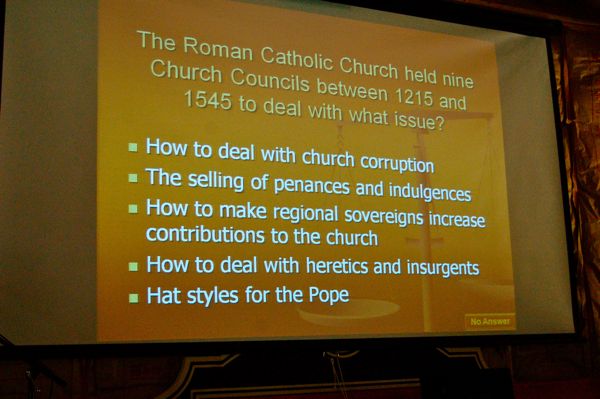 The Roman Catholic Church held nine
Church Councils between 1215 and
1545 to deal with what issue?
How to deal with church corruption
The selling of penances and indulgences
How to make regional sovereigns increase
contributions to the church
How to deal with heretics and insurgents
Hat styles for the Pope
No Answer